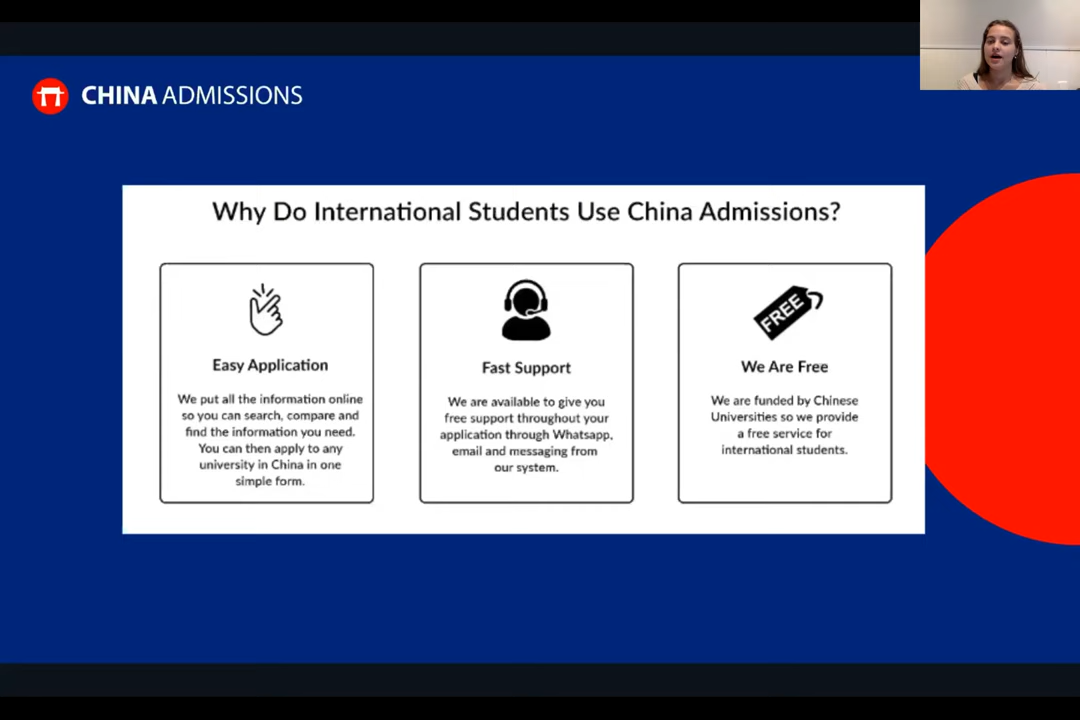 CHINA ADMISSIONS
Why Do International Students Use China Admissions?
Easy Application
We put all the information online
so you can search, compare and
find the information you need.
You can then apply to any
university in China in one
simple form.
Fast Support
We are available to give you
free support throughout your
application through Whatsapp,
email and messaging from
our system.
FREE
We Are Free
We are funded by Chinese
Universities so we provide
a free service for
international students.